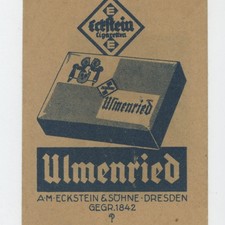 E
Eckstein
Cigaretten
E
Ulmenried
Ulmenried
A·M·ECKSTEIN & SÖHNE·DRESDEN
GEGR. 1842